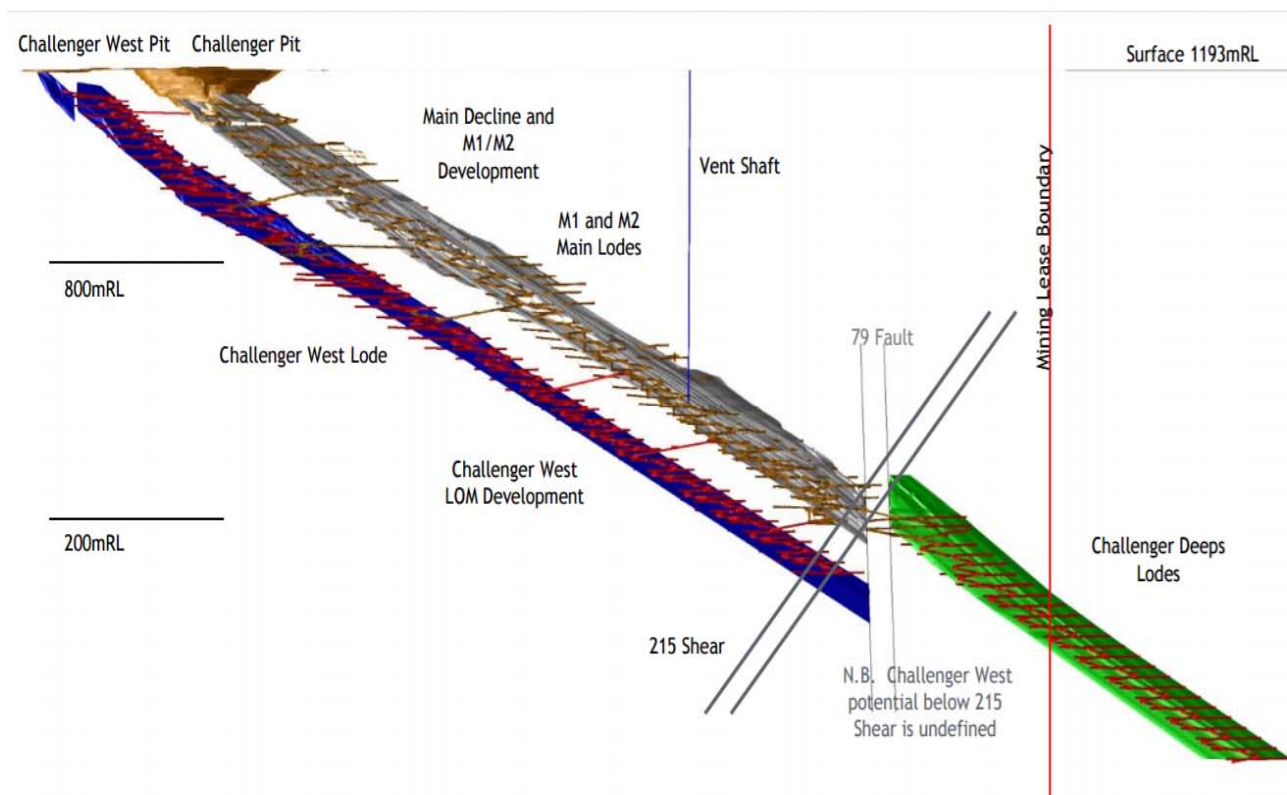 Challenger West Pit
Challenger Pit
Surface 1193mRL
Main Decline and
M1/M2
Development
Vent Shaft
Mining Lease Boundary
M1 and M2
Main Lodes
800mRL
79 Fault
Challenger West Lode
Challenger West
LOM Development
200mRL
Challenger Deeps
Lodes
215 Shear
N.B. Challenger West
potential below 215
Shear is undefined